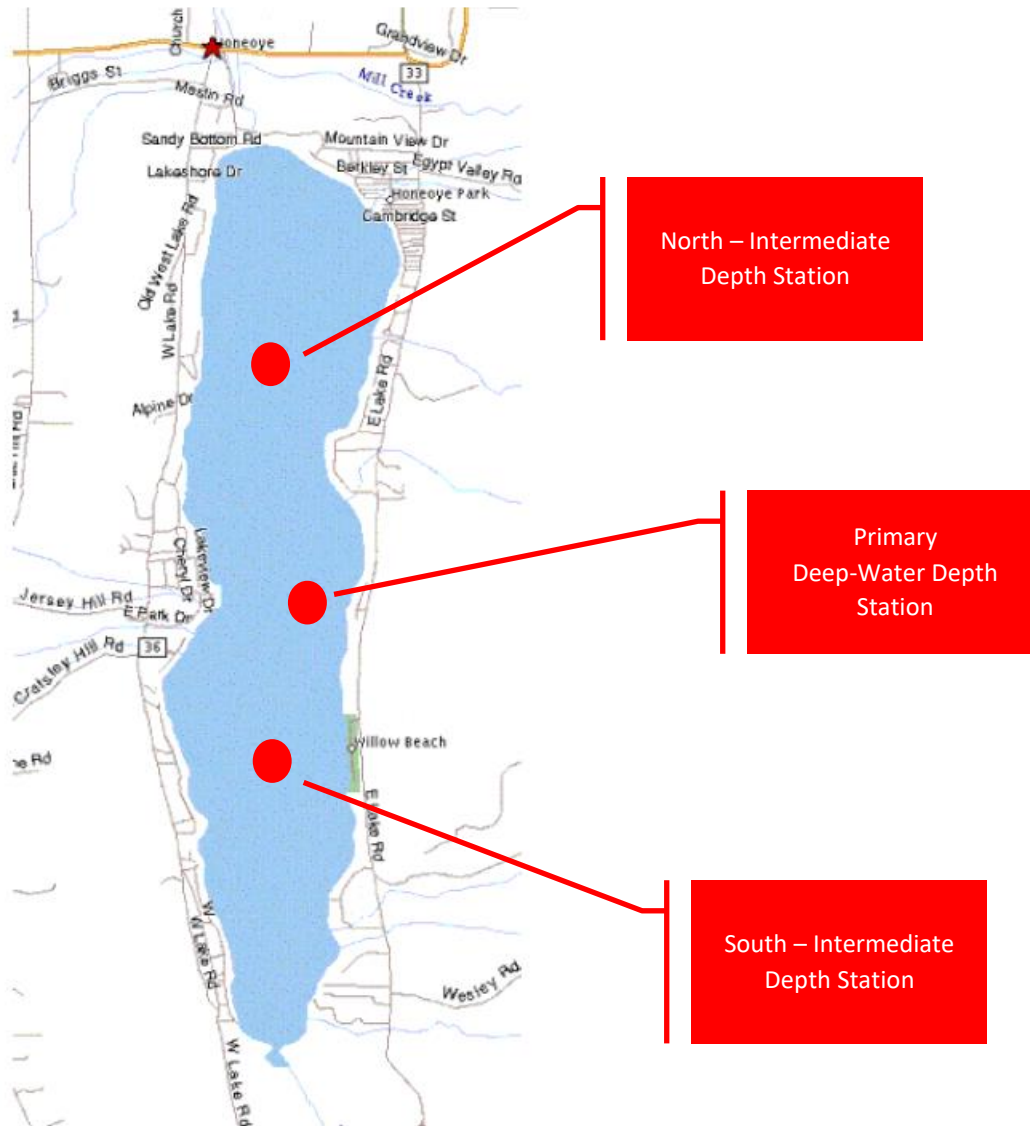 Church
Honeoye
Grandview Dr
33
Briggs St
Mill Creek
Mastin Rd
Sandy Bottom Rd
Mountain View Dr
Lakeshore Dr
Berkley St
Egypt Valley Rd
Honeoye Park
Cambridge St
North – Intermediate
Depth Station
Old West Lake Rd
W Lake Rd
E Lake Rd
Alpine Dr
Lakeview Dr
Cheryl Dr
Primary
Deep-Water Depth
Station
Jersey Hill Rd
E Park Dr
36
Cratsley Hill Rd
Willow Beach
Rd
E Lake Rd
W
W Lake Rd
South – Intermediate
Depth Station
Wesley Rd
W Lake Rd